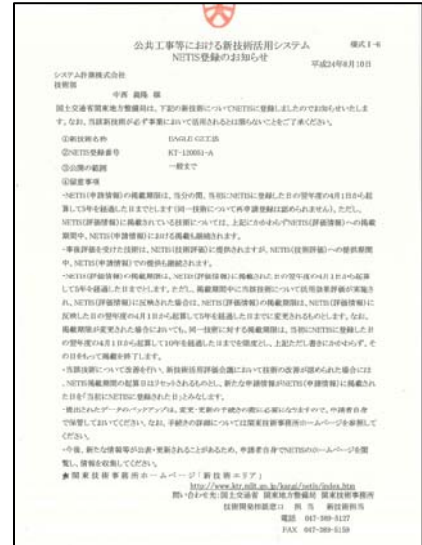 公共工事等における新技術活用システム 様式I-6
NETIS登録のお知らせ
平成24年8月10日
システム計測株式会社
技術部
中西 義陽 様
国土交通省関東地方整備局は、下記の新技術についてNETISに登録しましたのでお知らせいたしま
す。なお、当該新技術が必ず事業において活用されるとは限らないことをご了承ください。
①新技術名称 EAGLE GZ工法
②NETIS登録番号 KT-120051-A
③公開の範囲 一般まで
④留意事項
・NETIS(申請情報)の掲載期限は、当分の間、当初にNETISに登録した日の翌年度の4月1日から起
算して5年を経過した日までとします(同一技術について再申請登録は認められません)。ただし、
NETIS(評価情報)に掲載されている技術については、上記にかかわらずNETIS(評価情報)への掲載
期間中、NETIS(申請情報)における掲載も継続されます。
・事後評価を受けた技術は、NETIS(技術評価)に提供されますが、NETIS(技術評価)への提供期間
中、NETIS(申請情報)での提供も継続されます。
・NETIS(評価情報)の掲載期限は、NETIS(評価情報)に掲載された日の翌年度の4月1日から起算
して5年を経過した日までとします。ただし、掲載期間中に当該技術について活用効果評価が実施さ
れ、NETIS(評価情報)に反映された場合は、NETIS(評価情報)の掲載期限は、NETIS(評価情報)に
反映した日の翌年度の4月1日から起算して5年を経過した日までに変更されるものとします。なお、
掲載期限が変更された場合においても、同一技術に対する掲載期限は、当初にNETISに登録した日
の翌年度の4月1日から起算して10年を経過した日までを限度とし、上記ただし書きにかかわらず、そ
の日をもって掲載を終了します。
・当該技術について改善を行い、新技術活用評価会議において技術の改善が認められた場合には
、NETIS掲載期間の起算日はリセットされるものとし、新たな申請情報がNETIS(申請情報)に掲載され
た日を「当初にNETISに登録された日」とみなします。
・提出されたデータのバックアップは、変更・更新の手続きの際に必要になりますので、申請者自身
で保管しておいてください。なお、手続きの詳細については関東技術事務所ホームページを参照して
ください。
・今後、新たな情報等が公表・更新されることがあるため、申請者自身でNETISのホームページを閲
覧し、情報を収集してください。
関東技術事務所ホームページ「新技術エリア」
http://www.ktr.mlit.go.jp/kangi/netis/index.htm
問い合わせ先:国土交通省 関東地方整備局 関東技術事務所
技術開発相談窓口 担当 新技術担当
電話 047-389-5127
FAX 047-389-5159